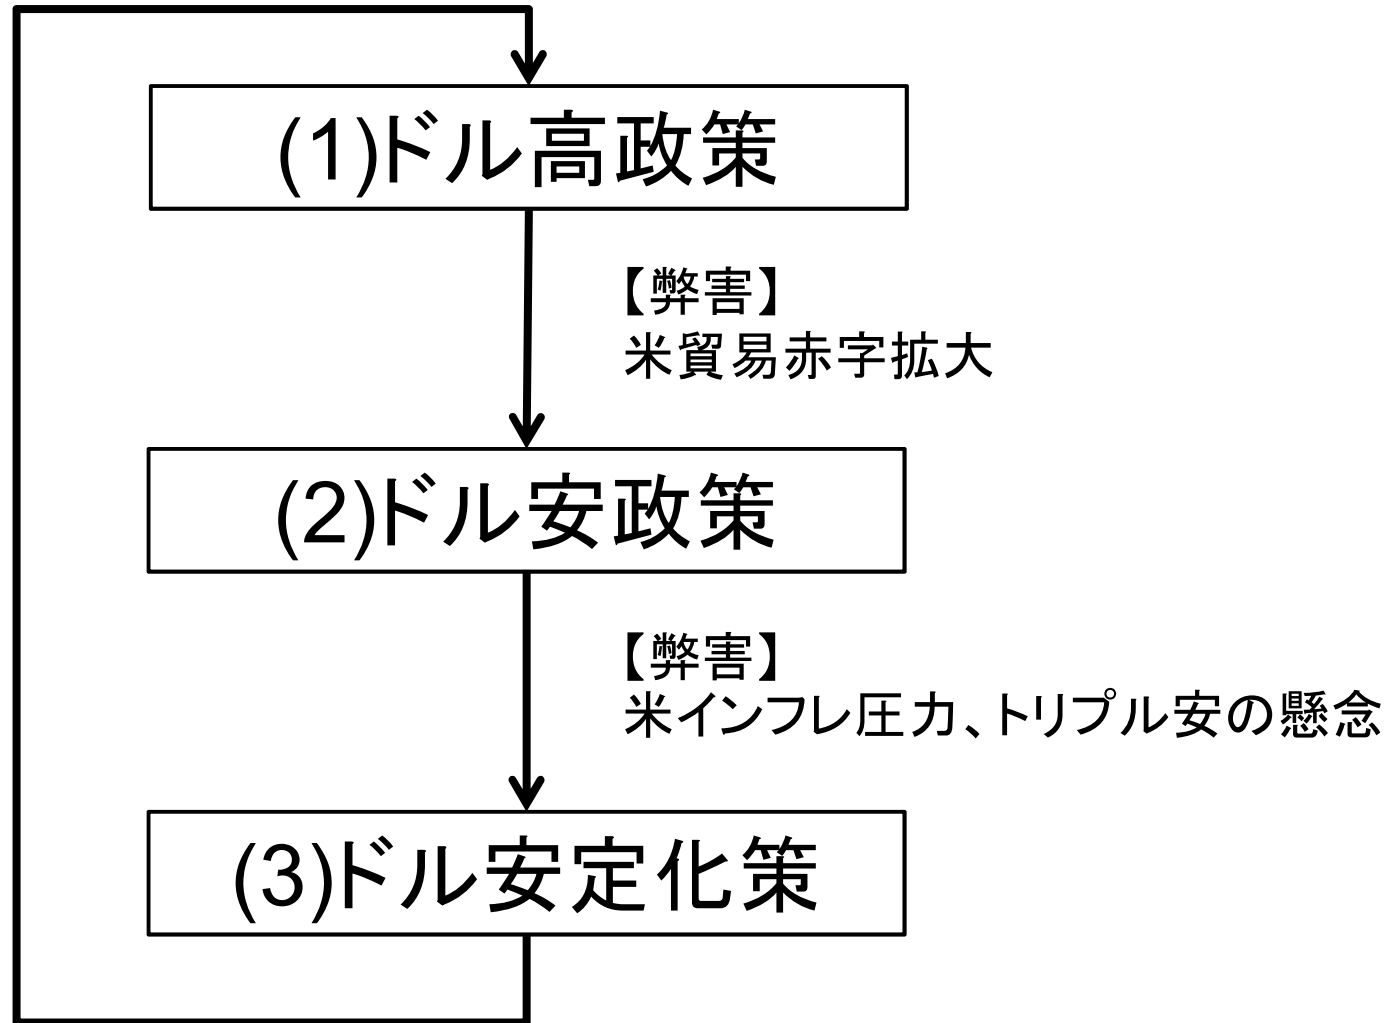 (1)ドル高政策
【弊害】
米貿易赤字拡大
(2)ドル安政策
【弊害】
米インフレ圧力、トリプル安の懸念
(3)ドル安定化策